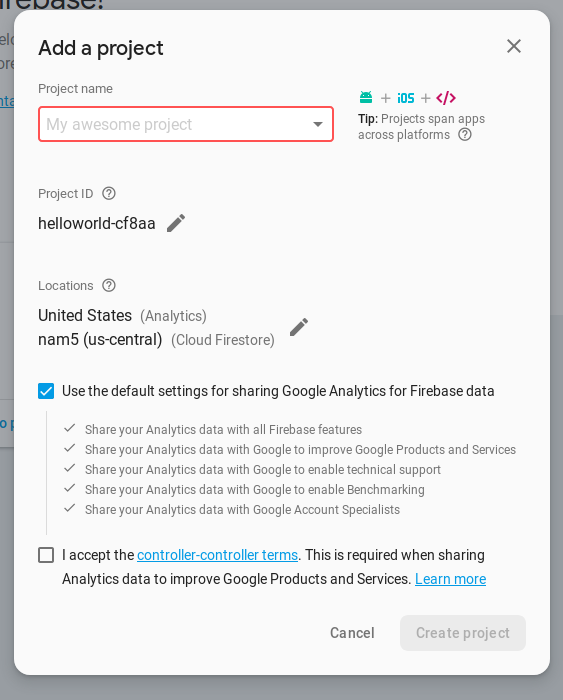 irebase!
Add a project
Project name
My awesome project
+ iOS + </>
Tip: Projects span apps
across platforms
Project ID
helloworld-cf8aa
Locations
United States (Analytics)
nam5 (us-central) (Cloud Firestore)
Use the default settings for sharing Google Analytics for Firebase data
Share your Analytics data with all Firebase features
Share your Analytics data with Google to improve Google Products and Services
Share your Analytics data with Google to enable technical support
Share your Analytics data with Google to enable Benchmarking
Share your Analytics data with Google Account Specialists
I accept the controller-controller terms. This is required when sharing
Analytics data to improve Google Products and Services. Learn more
Cancel Create project